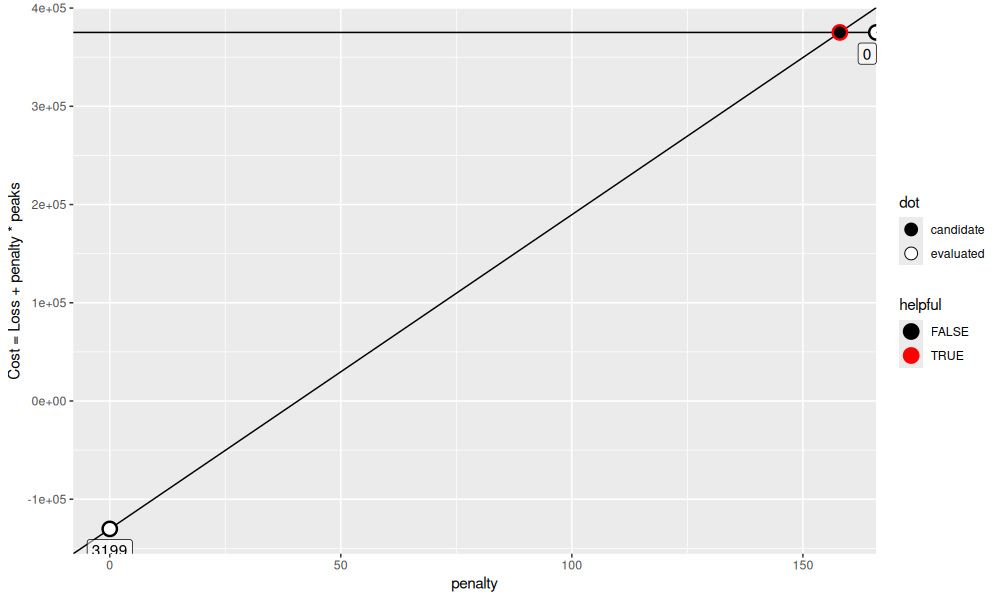 4e+05
3e+05
2e+05
1e+05
0e+00
-1e+05
Cost = Loss + penalty * peaks
0
3199
0
50
100
150
penalty
dot
candidate
evaluated
helpful
FALSE
TRUE